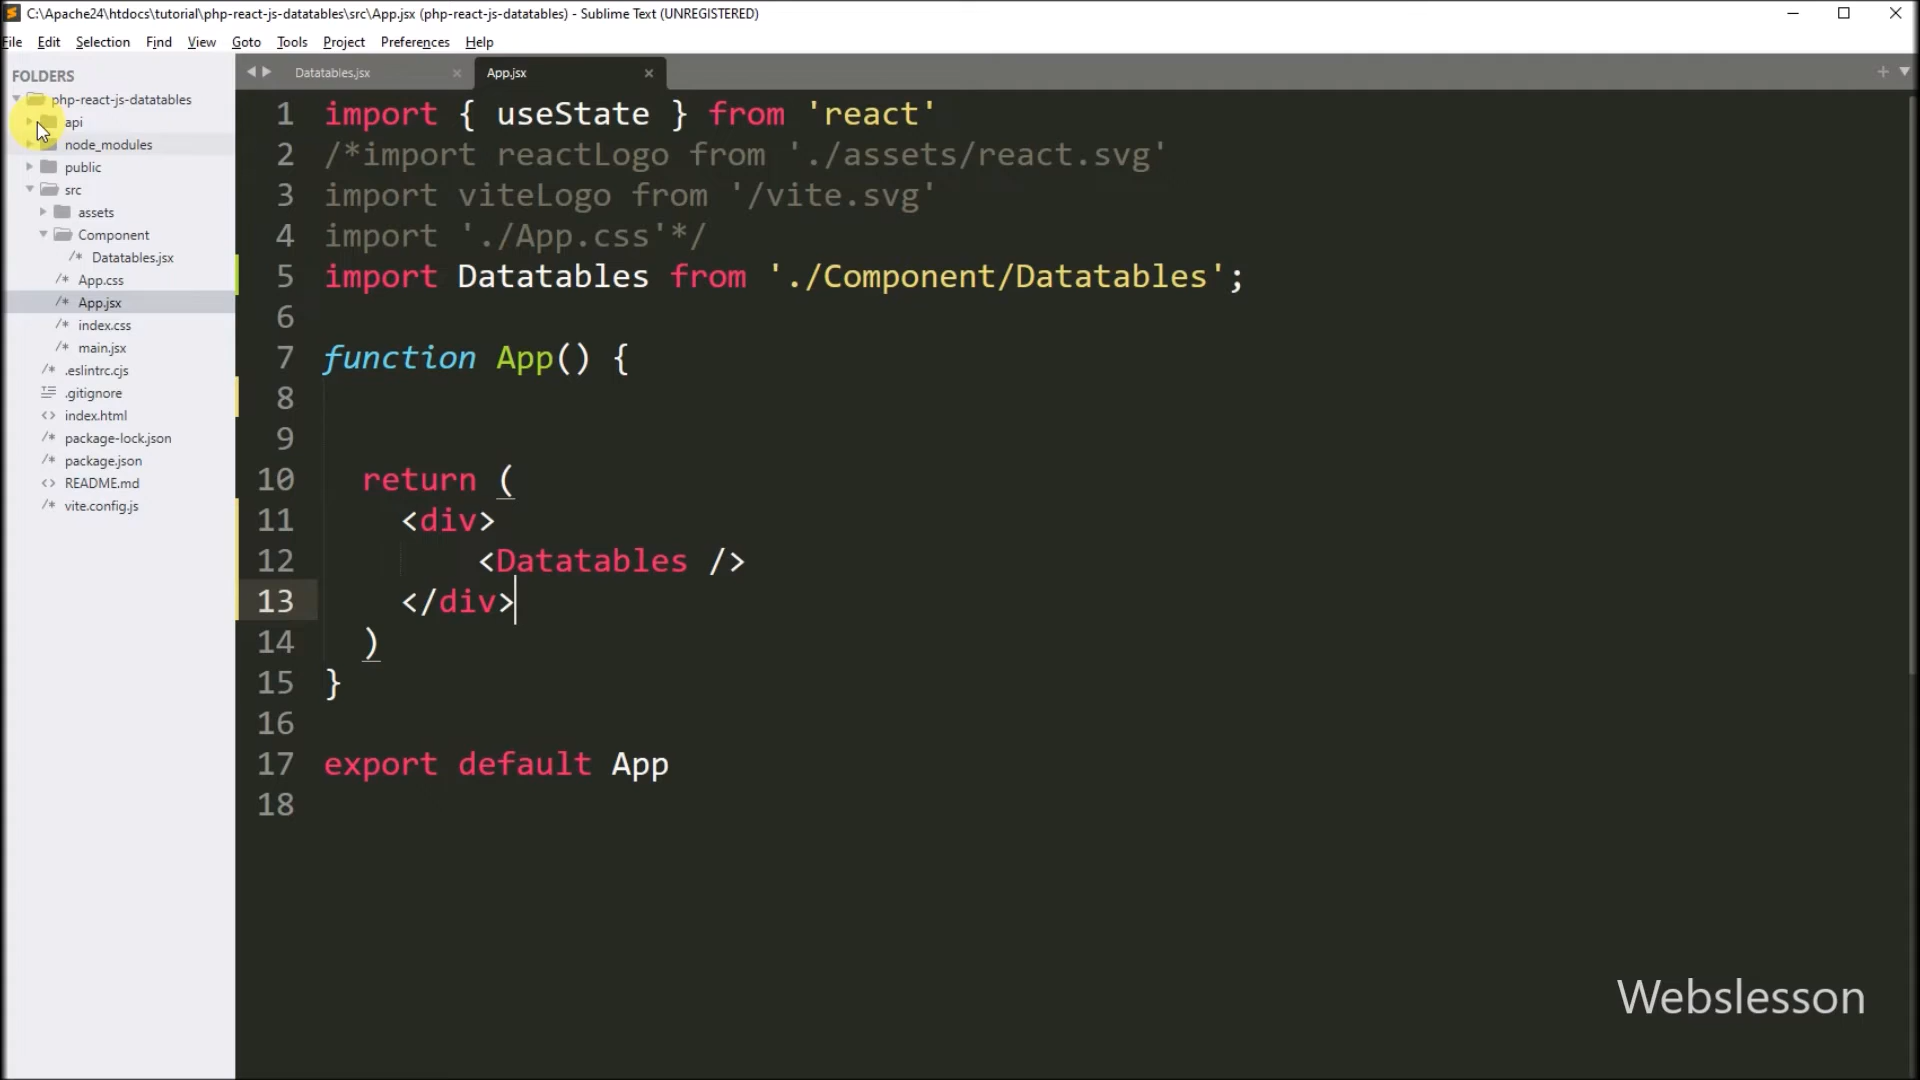 C:\Apache24\htdocs\tutorial\php-react-js-datatables\src\App.jsx (php-react-js-datatables) - Sublime Text (UNREGISTERED)
File Edit Selection Find View Goto Tools Project Preferences Help
FOLDERS
php-react-js-datatables
api
node_modules
public
src
assets
Component
/* Datatables.jsx
/* App.css
/* App.jsx
/* index.css
/* main.jsx
/* .eslintrc.cjs
.gitignore
<> index.html
/* package-lock.json
/* package.json
<> README.md
/* vite.config.js
Datatables.jsx App.jsx
1 import { useState } from 'react'
2 /*import reactLogo from './assets/react.svg'
3 import viteLogo from '/vite.svg'
4 import './App.css'*/
5 import Datatables from './Component/Datatables';
6
7 function App() {
8
9
10 return (
11 <div>
12 <Datatables />
13 </div>
14 )
15 }
16
17 export default App
18
Webslesson